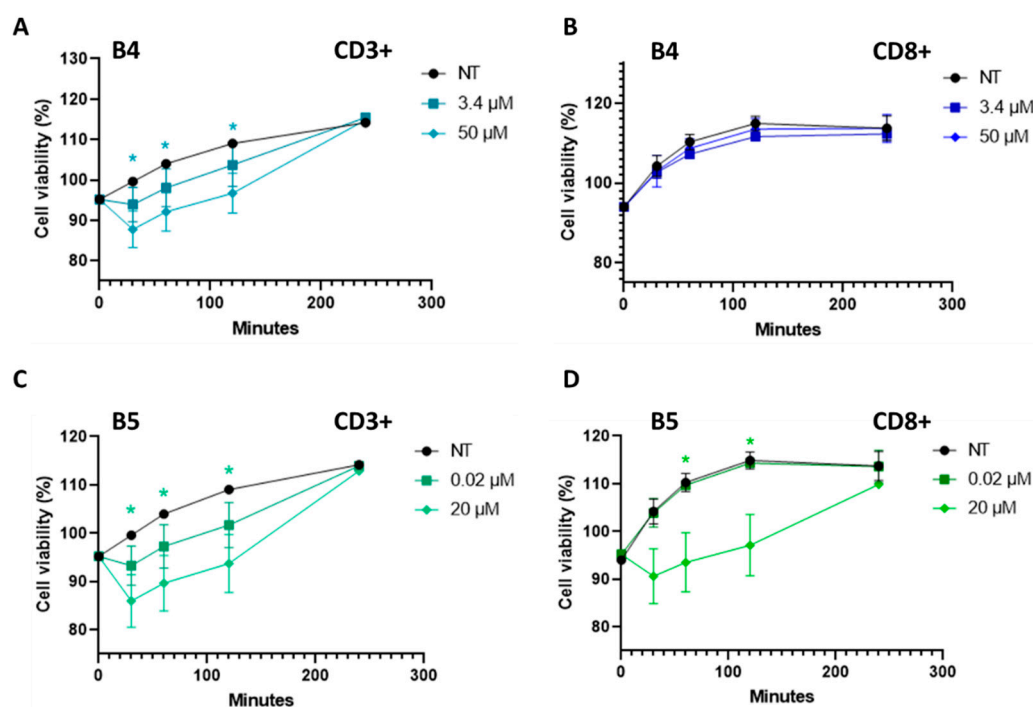 A
B4
CD3+
NT
3.4 µM
50 µM
*
*
*
Cell viability (%)
130
120
110
100
90
80
0
100
200
300
Minutes
B
B4
CD8+
NT
3.4 µM
50 µM
Cell viability (%)
120
100
80
0
100
200
300
Minutes
C
B5
CD3+
NT
0.02 µM
20 µM
*
*
*
Cell viability (%)
120
110
100
90
80
0
100
200
300
Minutes
D
B5
CD8+
NT
0.02 µM
20 µM
*
*
Cell viability (%)
120
110
100
90
80
0
100
200
300
Minutes